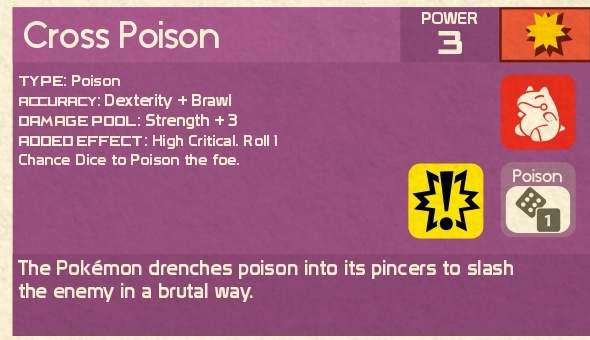 Cross Poison
POWER
3
TYPE: Poison
ACCURACY: Dexterity + Brawl
DAMAGE POOL: Strength + 3
ADDED EFFECT: High Critical. Roll 1
Chance Dice to Poison the foe.
Poison
1
The Pokémon drenches poison into its pincers to slash
the enemy in a brutal way.